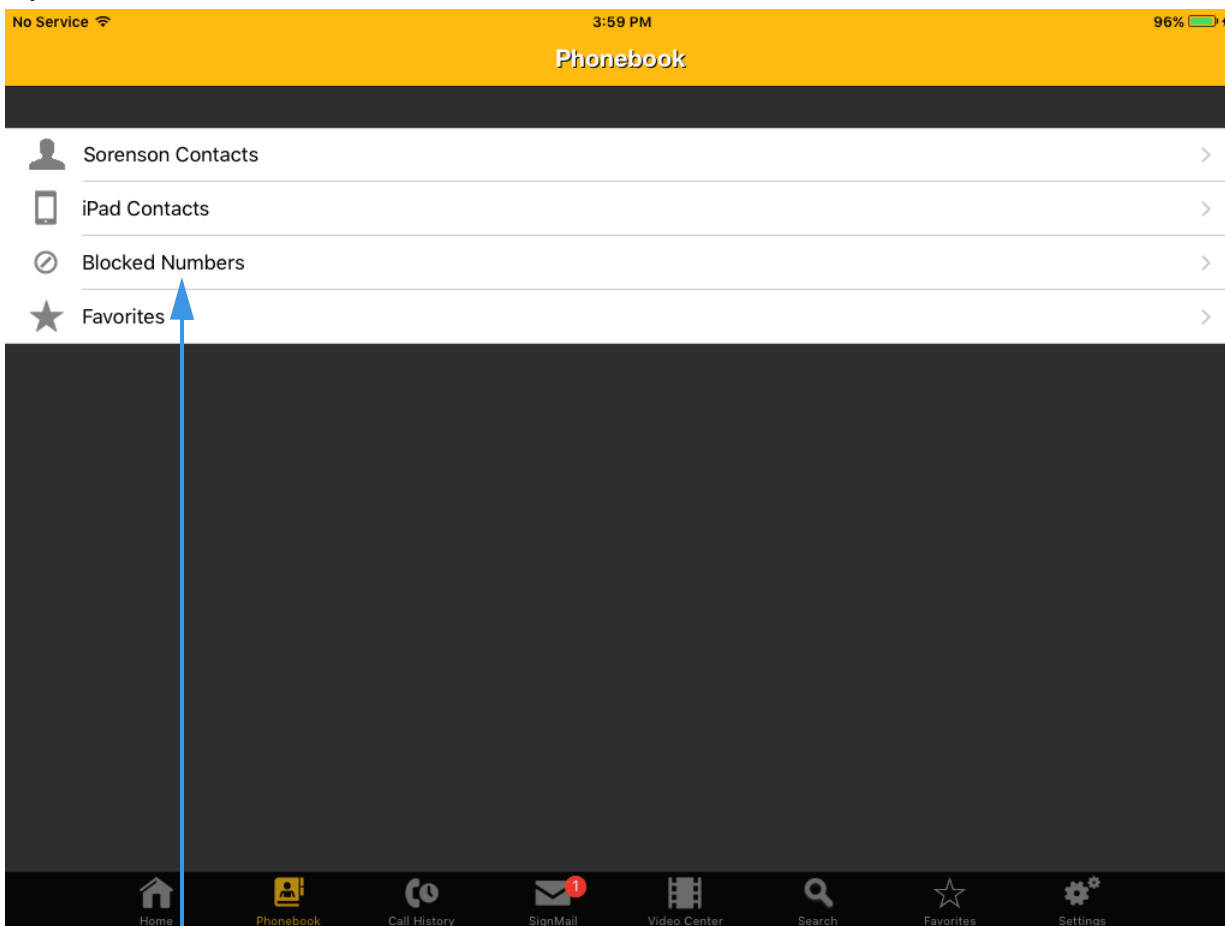 No Service 3:59 PM 96%
Phonebook
Sorenson Contacts
iPad Contacts
Blocked Numbers
Favorites
1
Home Phonebook Call History SignMail Video Center Search Favorites Settings